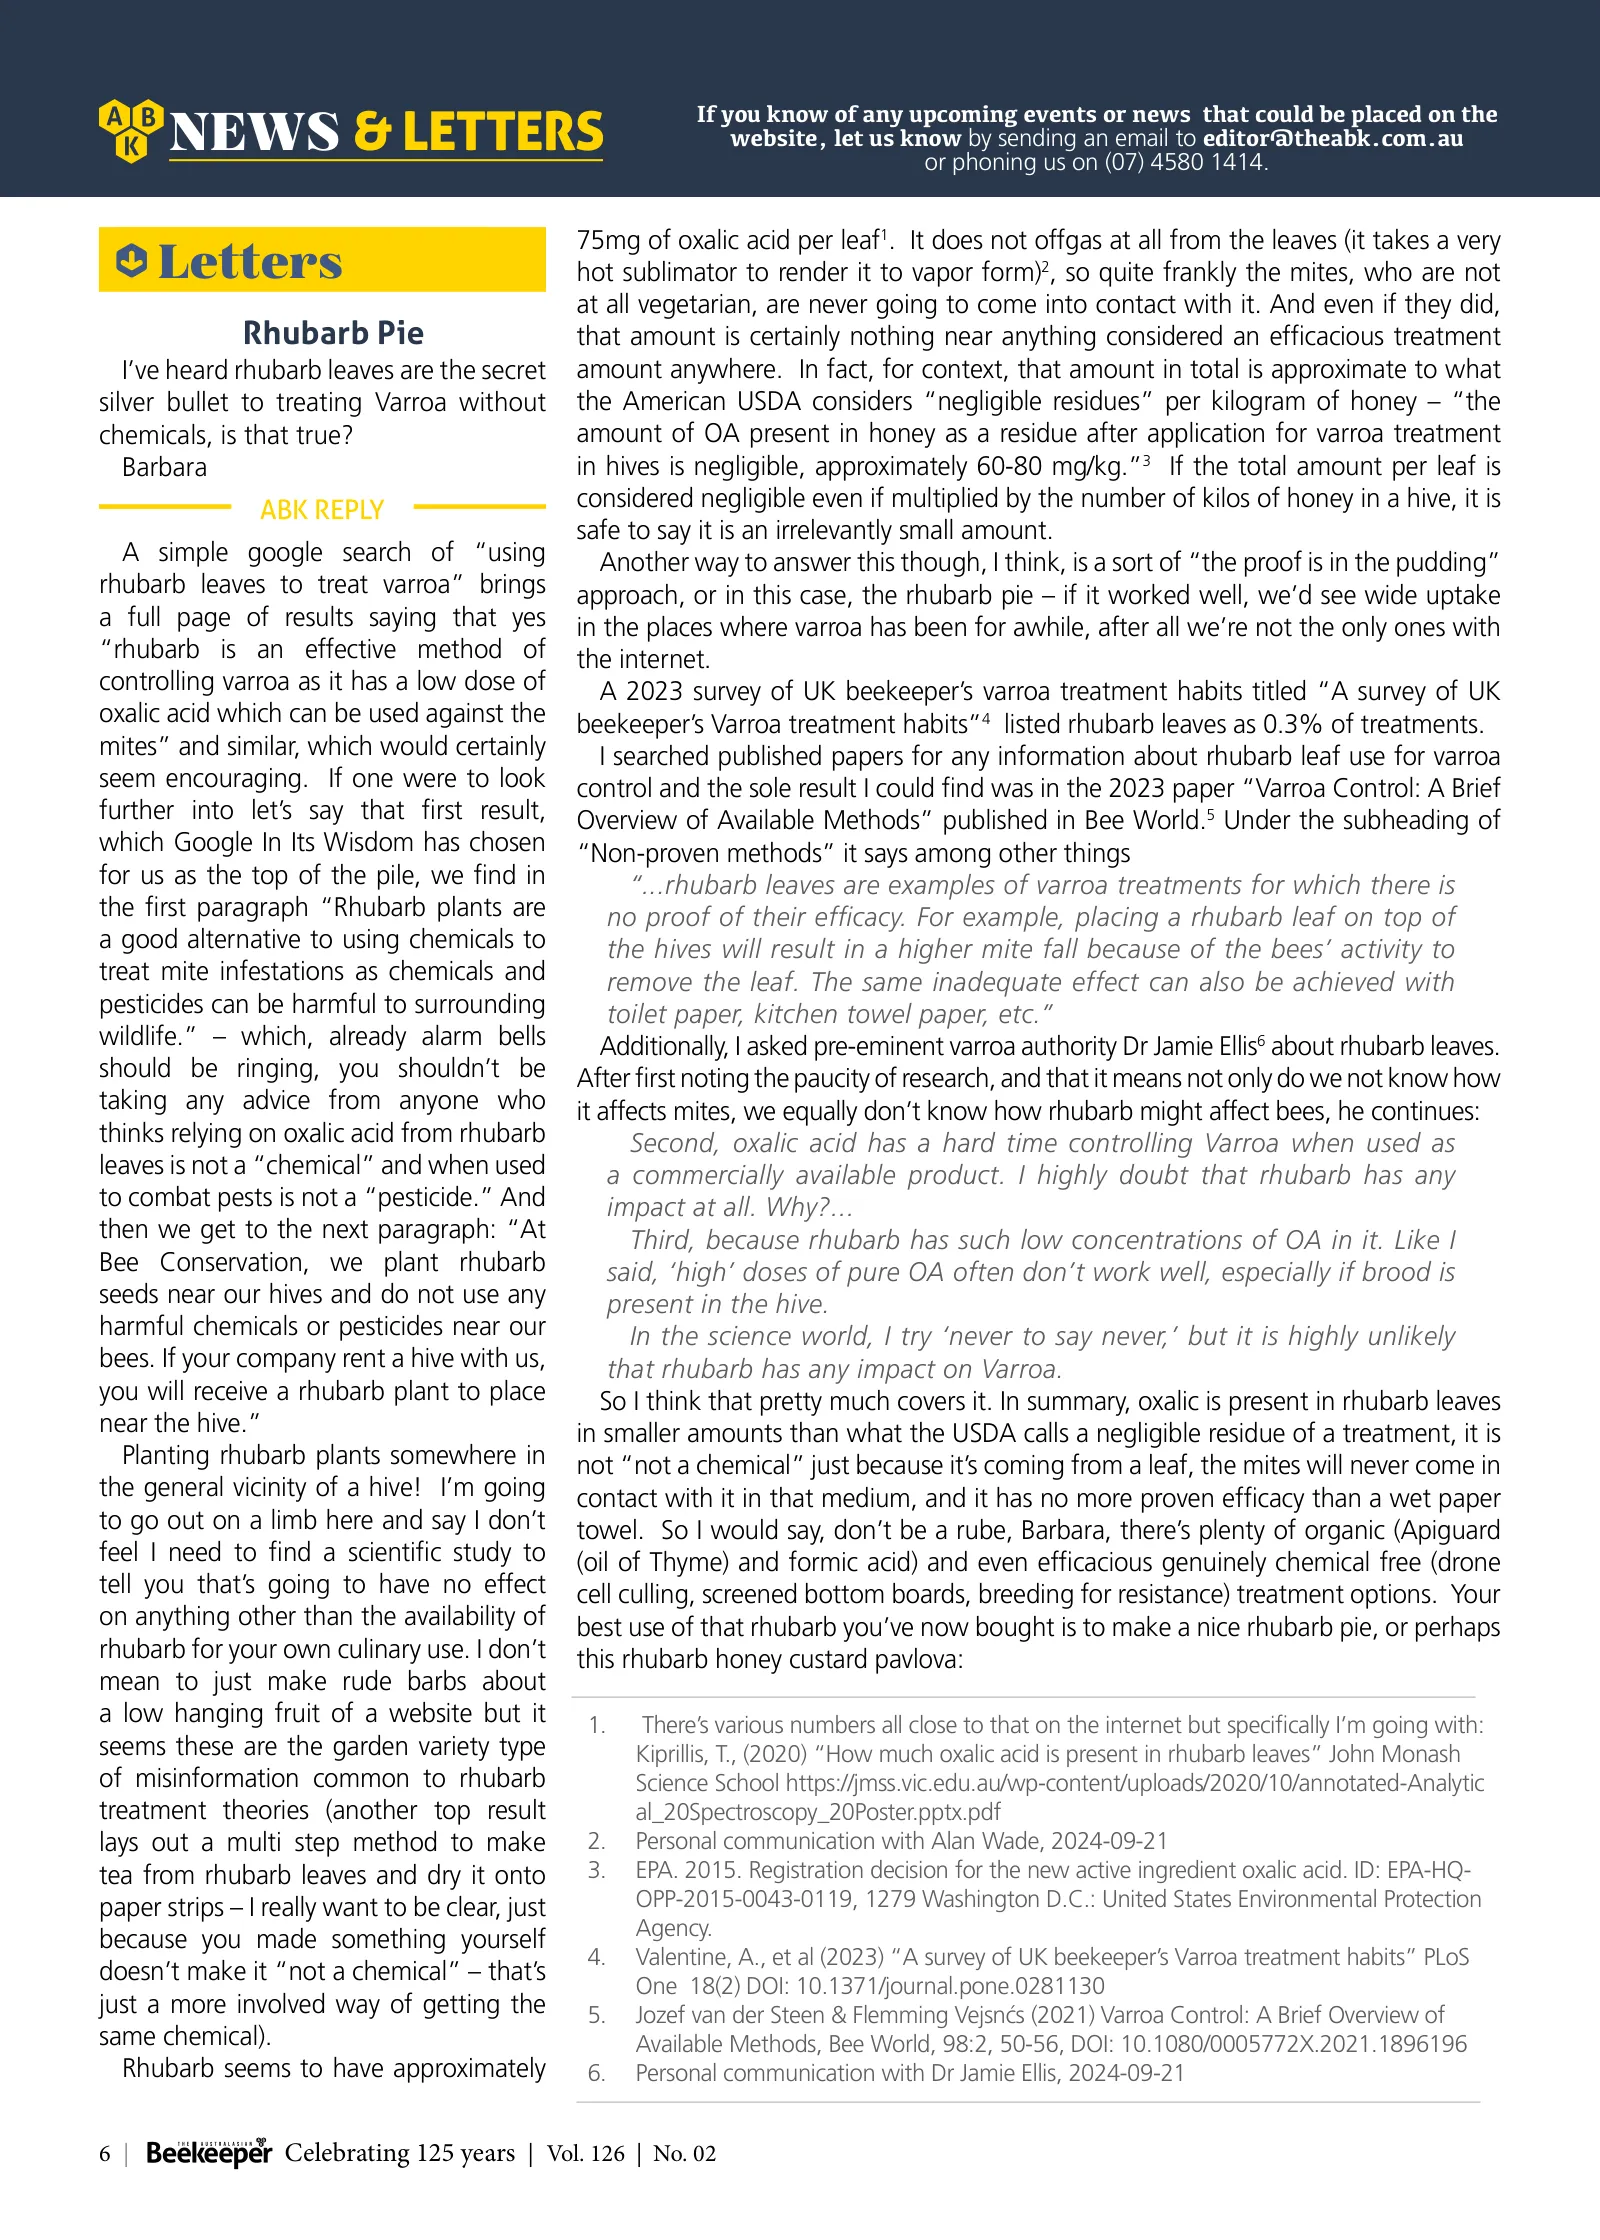 ABK NEWS & LETTERS
If you know of any upcoming events or news that could be placed on the
website, let us know by sending an email to editor@theabk.com.au
or phoning us on (07) 4580 1414.
Letters
Rhubarb Pie
I’ve heard rhubarb leaves are the secret
silver bullet to treating Varroa without
chemicals, is that true?
Barbara
ABK REPLY
A simple google search of “using
rhubarb leaves to treat varroa” brings
a full page of results saying that yes
“rhubarb is an effective method of
controlling varroa as it has a low dose of
oxalic acid which can be used against the
mites” and similar, which would certainly
seem encouraging. If one were to look
further into let’s say that first result,
which Google In Its Wisdom has chosen
for us as the top of the pile, we find in
the first paragraph “Rhubarb plants are
a good alternative to using chemicals to
treat mite infestations as chemicals and
pesticides can be harmful to surrounding
wildlife.” – which, already alarm bells
should be ringing, you shouldn’t be
taking any advice from anyone who
thinks relying on oxalic acid from rhubarb
leaves is not a “chemical” and when used
to combat pests is not a “pesticide.” And
then we get to the next paragraph: “At
Bee Conservation, we plant rhubarb
seeds near our hives and do not use any
harmful chemicals or pesticides near our
bees. If your company rent a hive with us,
you will receive a rhubarb plant to place
near the hive.”
Planting rhubarb plants somewhere in
the general vicinity of a hive! I’m going
to go out on a limb here and say I don’t
feel I need to find a scientific study to
tell you that’s going to have no effect
on anything other than the availability of
rhubarb for your own culinary use. I don’t
mean to just make rude barbs about
a low hanging fruit of a website but it
seems these are the garden variety type
of misinformation common to rhubarb
treatment theories (another top result
lays out a multi step method to make
tea from rhubarb leaves and dry it onto
paper strips – I really want to be clear, just
because you made something yourself
doesn’t make it “not a chemical” – that’s
just a more involved way of getting the
same chemical).
Rhubarb seems to have approximately
75mg of oxalic acid per leaf¹. It does not offgas at all from the leaves (it takes a very
hot sublimator to render it to vapor form)², so quite frankly the mites, who are not
at all vegetarian, are never going to come into contact with it. And even if they did,
that amount is certainly nothing near anything considered an efficacious treatment
amount anywhere. In fact, for context, that amount in total is approximate to what
the American USDA considers “negligible residues” per kilogram of honey – “the
amount of OA present in honey as a residue after application for varroa treatment
in hives is negligible, approximately 60-80 mg/kg.”³ If the total amount per leaf is
considered negligible even if multiplied by the number of kilos of honey in a hive, it is
safe to say it is an irrelevantly small amount.
Another way to answer this though, I think, is a sort of “the proof is in the pudding”
approach, or in this case, the rhubarb pie – if it worked well, we’d see wide uptake
in the places where varroa has been for awhile, after all we’re not the only ones with
the internet.
A 2023 survey of UK beekeeper’s varroa treatment habits titled “A survey of UK
beekeeper’s Varroa treatment habits”⁴ listed rhubarb leaves as 0.3% of treatments.
I searched published papers for any information about rhubarb leaf use for varroa
control and the sole result I could find was in the 2023 paper “Varroa Control: A Brief
Overview of Available Methods” published in Bee World.⁵ Under the subheading of
“Non-proven methods” it says among other things
“...rhubarb leaves are examples of varroa treatments for which there is
no proof of their efficacy. For example, placing a rhubarb leaf on top of
the hives will result in a higher mite fall because of the bees’ activity to
remove the leaf. The same inadequate effect can also be achieved with
toilet paper, kitchen towel paper, etc.”
Additionally, I asked pre-eminent varroa authority Dr Jamie Ellis⁶ about rhubarb leaves.
After first noting the paucity of research, and that it means not only do we not know how
it affects mites, we equally don’t know how rhubarb might affect bees, he continues:
Second, oxalic acid has a hard time controlling Varroa when used as
a commercially available product. I highly doubt that rhubarb has any
impact at all. Why?...
Third, because rhubarb has such low concentrations of OA in it. Like I
said, ‘high’ doses of pure OA often don’t work well, especially if brood is
present in the hive.
In the science world, I try ‘never to say never,’ but it is highly unlikely
that rhubarb has any impact on Varroa.
So I think that pretty much covers it. In summary, oxalic is present in rhubarb leaves
in smaller amounts than what the USDA calls a negligible residue of a treatment, it is
not “not a chemical” just because it’s coming from a leaf, the mites will never come in
contact with it in that medium, and it has no more proven efficacy than a wet paper
towel. So I would say, don’t be a rube, Barbara, there’s plenty of organic (Apiguard
(oil of Thyme) and formic acid) and even efficacious genuinely chemical free (drone
cell culling, screened bottom boards, breeding for resistance) treatment options. Your
best use of that rhubarb you’ve now bought is to make a nice rhubarb pie, or perhaps
this rhubarb honey custard pavlova:
1. There’s various numbers all close to that on the internet but specifically I’m going with:
Kiprillis, T., (2020) “How much oxalic acid is present in rhubarb leaves” John Monash
Science School https://jmss.vic.edu.au/wp-content/uploads/2020/10/annotated-Analytic
al_20Spectroscopy_20Poster.pptx.pdf
2. Personal communication with Alan Wade, 2024-09-21
3. EPA. 2015. Registration decision for the new active ingredient oxalic acid. ID: EPA-HQ-
OPP-2015-0043-0119, 1279 Washington D.C.: United States Environmental Protection
Agency.
4. Valentine, A., et al (2023) “A survey of UK beekeeper’s Varroa treatment habits” PLoS
One 18(2) DOI: 10.1371/journal.pone.0281130
5. Jozef van der Steen & Flemming Vejsnćs (2021) Varroa Control: A Brief Overview of
Available Methods, Bee World, 98:2, 50-56, DOI: 10.1080/0005772X.2021.1896196
6. Personal communication with Dr Jamie Ellis, 2024-09-21
6 | THE AUSTRALASIAN Beekeeper Celebrating 125 years | Vol. 126 | No. 02